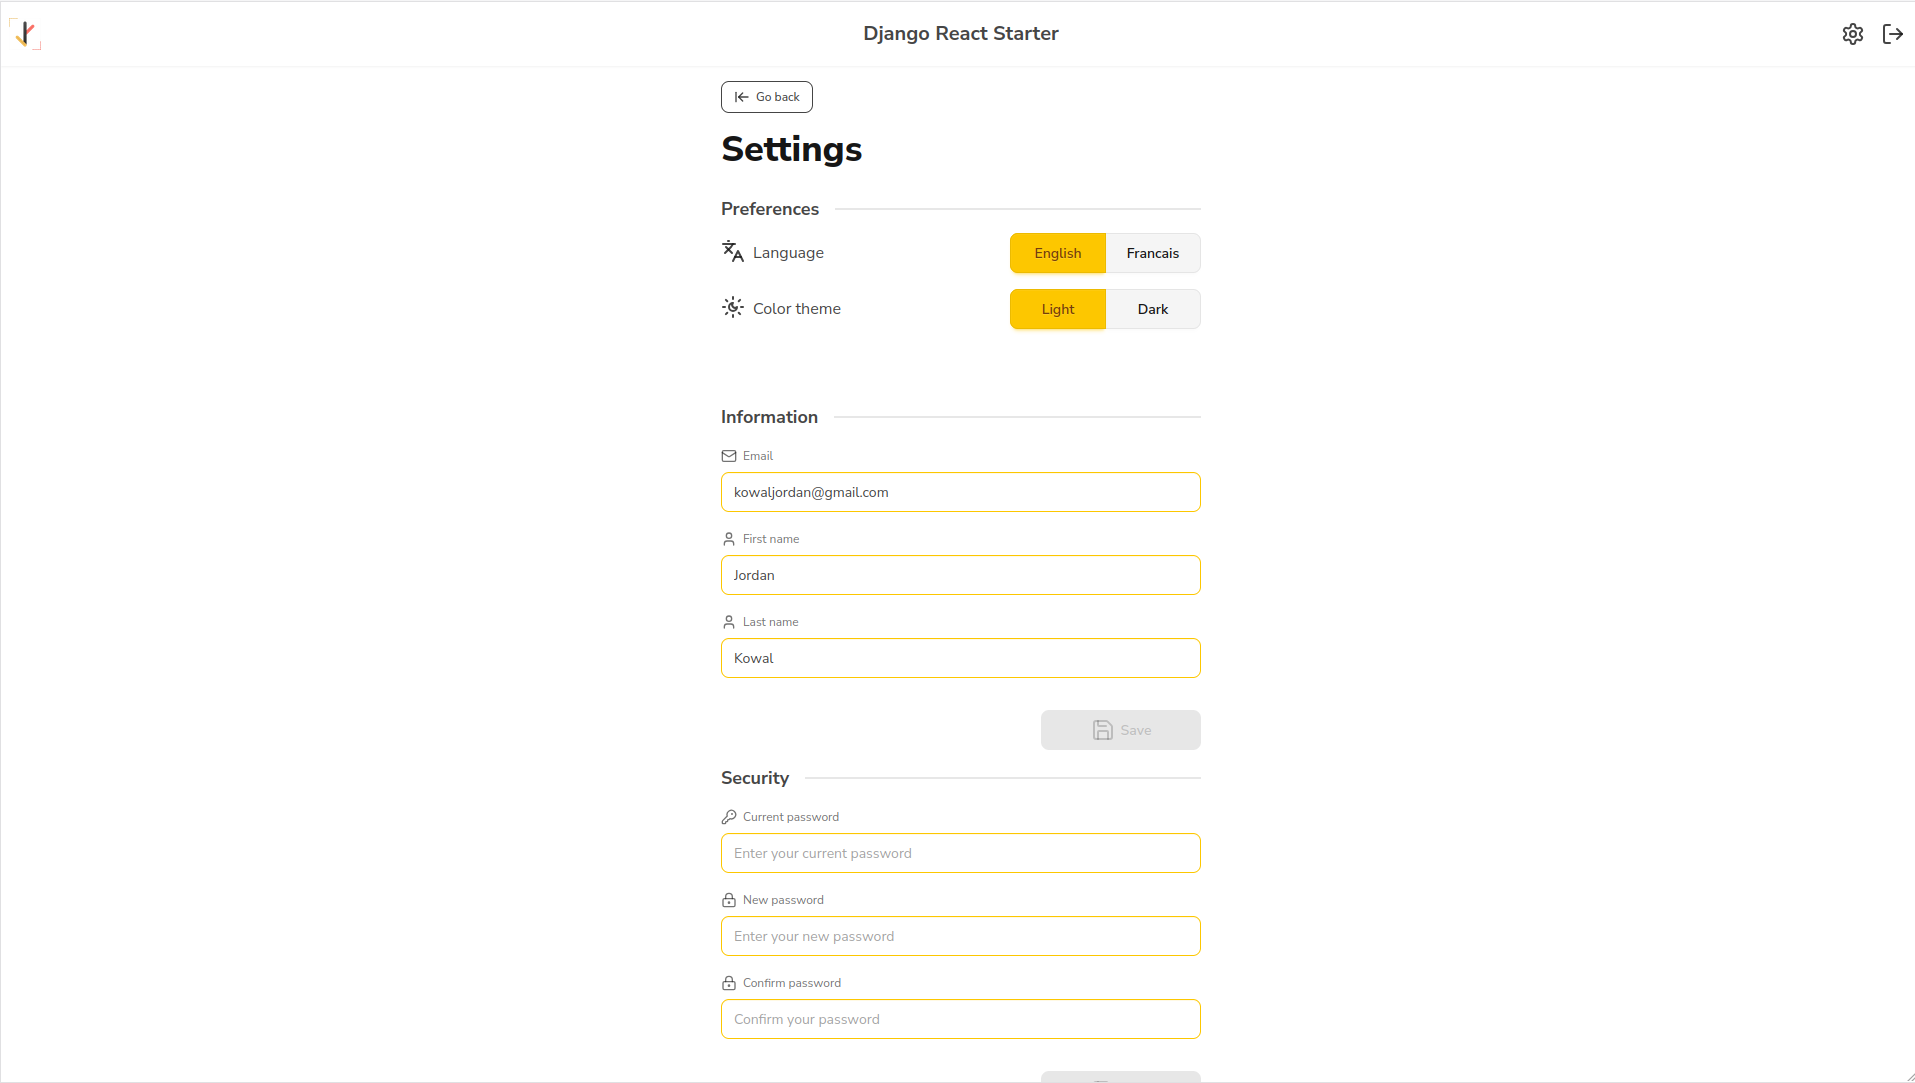 Django React Starter
Go back
Settings
Preferences
Language
English
Francais
Color theme
Light
Dark
Information
Email
kowaljordan@gmail.com
First name
Jordan
Last name
Kowal
Save
Security
Current password
Enter your current password
New password
Enter your new password
Confirm password
Confirm your password